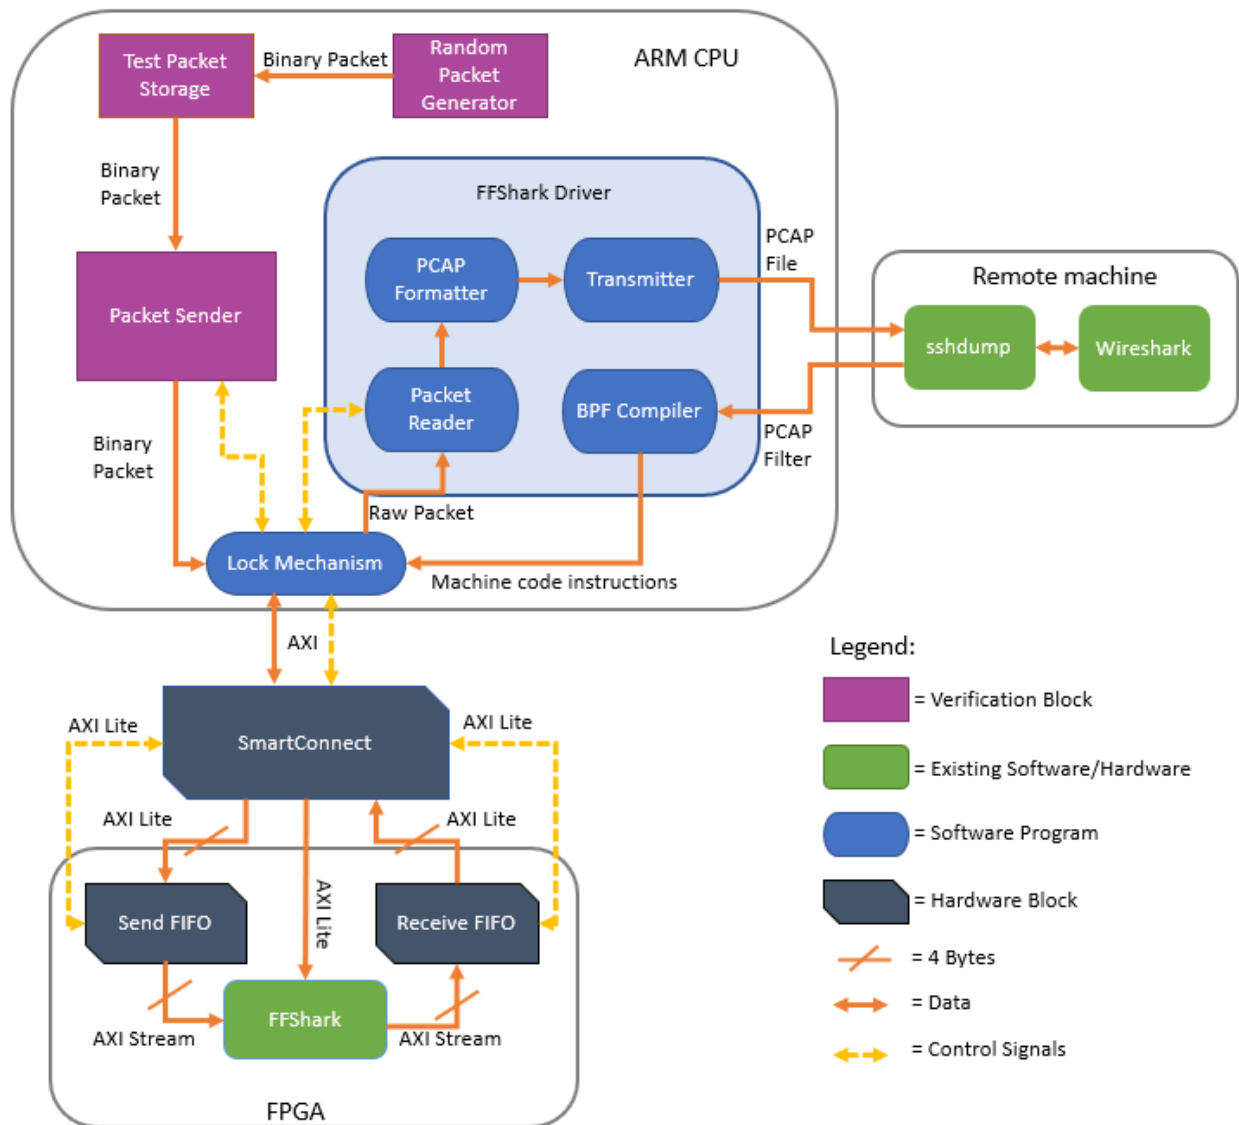 ARM CPU
Test Packet
Storage
Binary Packet
Random
Packet
Generator
Binary
Packet
FFShark Driver
PCAP
Formatter
Transmitter
PCAP
File
Packet Sender
Remote machine
sshdump
Wireshark
Packet
Reader
BPF Compiler
PCAP
Filter
Binary
Packet
Raw Packet
Lock Mechanism
Machine code instructions
AXI
AXI Lite
SmartConnect
AXI Lite
AXI Lite
AXI Lite
AXI Lite
Send FIFO
Receive FIFO
FFShark
AXI Stream
AXI Stream
FPGA
Legend:
= Verification Block
= Existing Software/Hardware
= Software Program
= Hardware Block
= 4 Bytes
= Data
= Control Signals